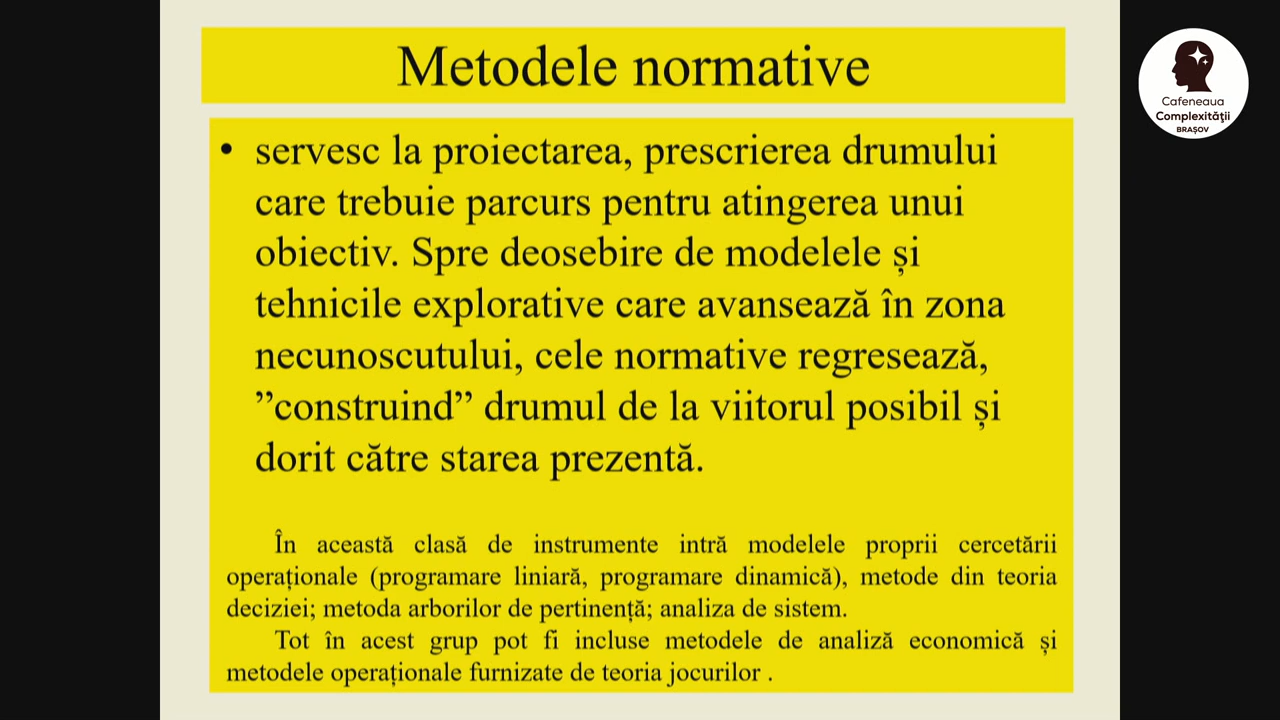 Metodele normative
• servesc la proiectarea, prescrierea drumului
care trebuie parcurs pentru atingerea unui
obiectiv. Spre deosebire de modelele și
tehnicile explorative care avansează în zona
necunoscutului, cele normative regresează,
”construind” drumul de la viitorul posibil și
dorit către starea prezentă.
În această clasă de instrumente intră modelele proprii cercetării
operaționale (programare liniară, programare dinamică), metode din teoria
deciziei; metoda arborilor de pertinență; analiza de sistem.
Tot în acest grup pot fi incluse metodele de analiză economică și
metodele operaționale furnizate de teoria jocurilor .
Cafeneaua
Complexităţii
BRAŞOV